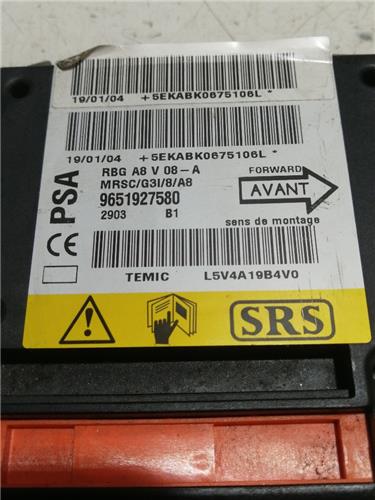 19/01/04 +5EKABK0675106L *
19/01/04 +5EKABK0675106L *
PSA
RBG A8 V 08-A
MRSC/G3I/8/A8
9651927580
2903 B1
FORWARD
AVANT
sens de montage
CE
TEMIC L5V4A19B4V0
SRS